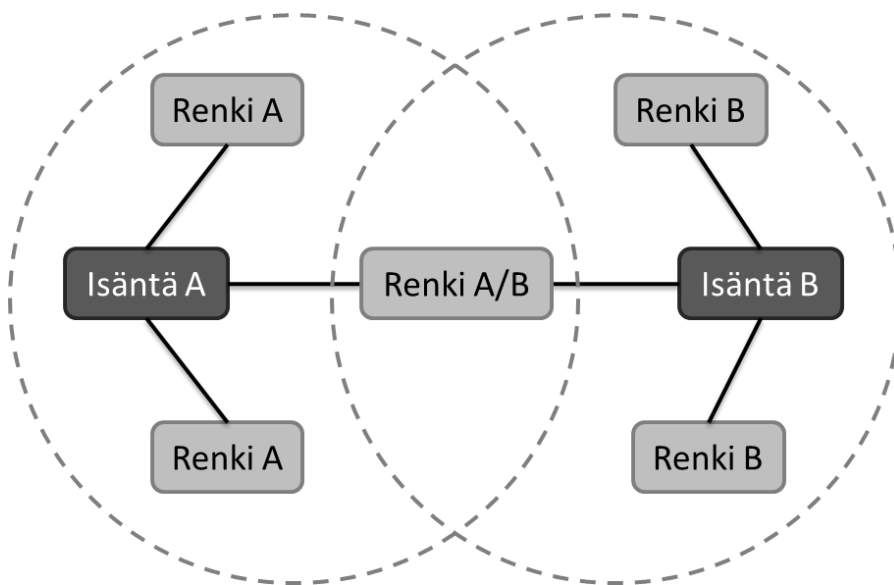 Renki A
Renki B
Isäntä A
Renki A/B
Isäntä B
Renki A
Renki B